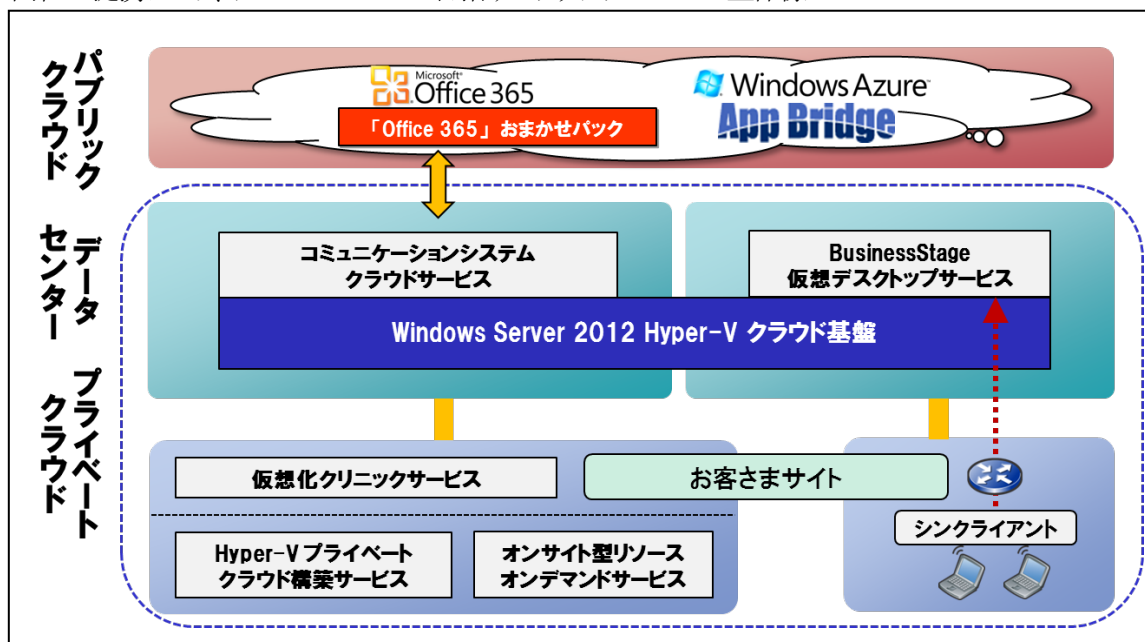 パブリック
クラウド
Microsoft
Office 365
「Office 365」おまかせパック
Windows Azure
App Bridge
データ
センター
コミュニケーションシステム
クラウドサービス
BusinessStage
仮想デスクトップサービス
Windows Server 2012 Hyper-V クラウド基盤
プライベート
クラウド
仮想化クリニックサービス
お客さまサイト
Hyper-V プライベート
クラウド構築サービス
オンサイト型リソース
オンデマンドサービス
シンクライアント